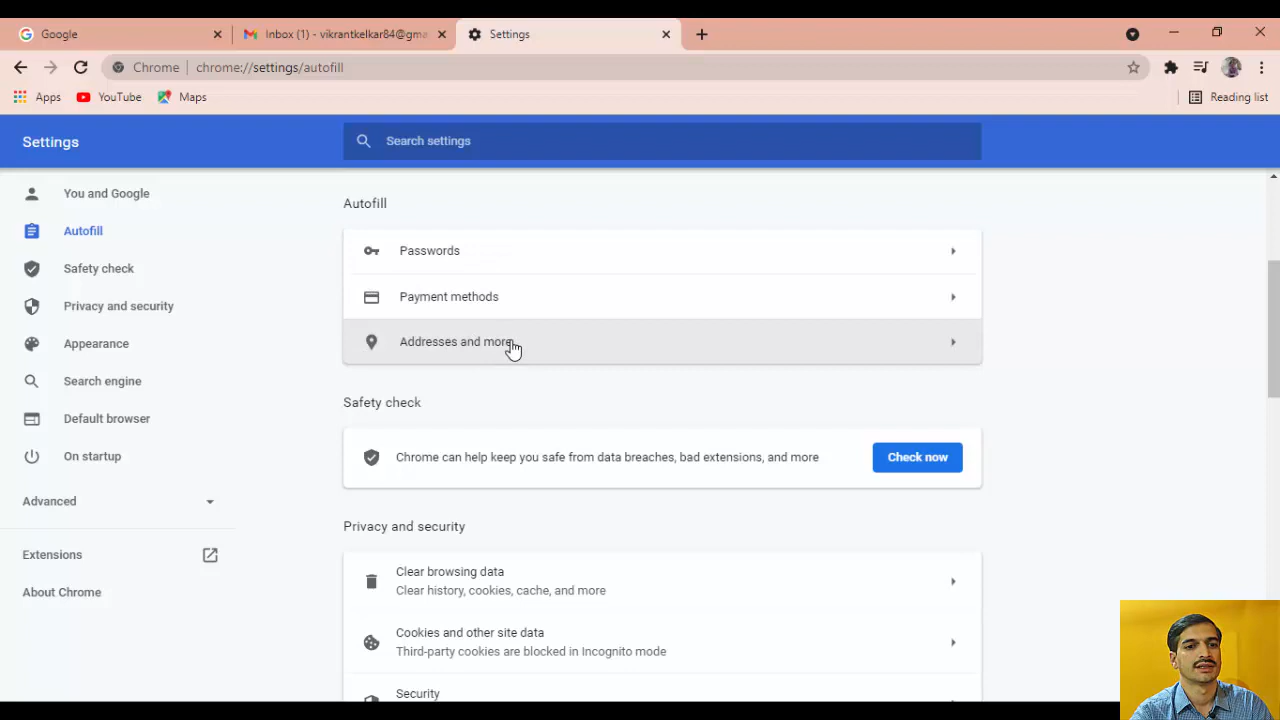 Google
Inbox (1) - vikrantkelkar84@gma
Settings
Chrome
chrome://settings/autofill
Apps
YouTube
Maps
Reading list
Settings
Search settings
You and Google
Autofill
Safety check
Privacy and security
Appearance
Search engine
Default browser
On startup
Advanced
Extensions
About Chrome
Autofill
Passwords
Payment methods
Addresses and more
Safety check
Chrome can help keep you safe from data breaches, bad extensions, and more
Check now
Privacy and security
Clear browsing data
Clear history, cookies, cache, and more
Cookies and other site data
Third-party cookies are blocked in Incognito mode
Security